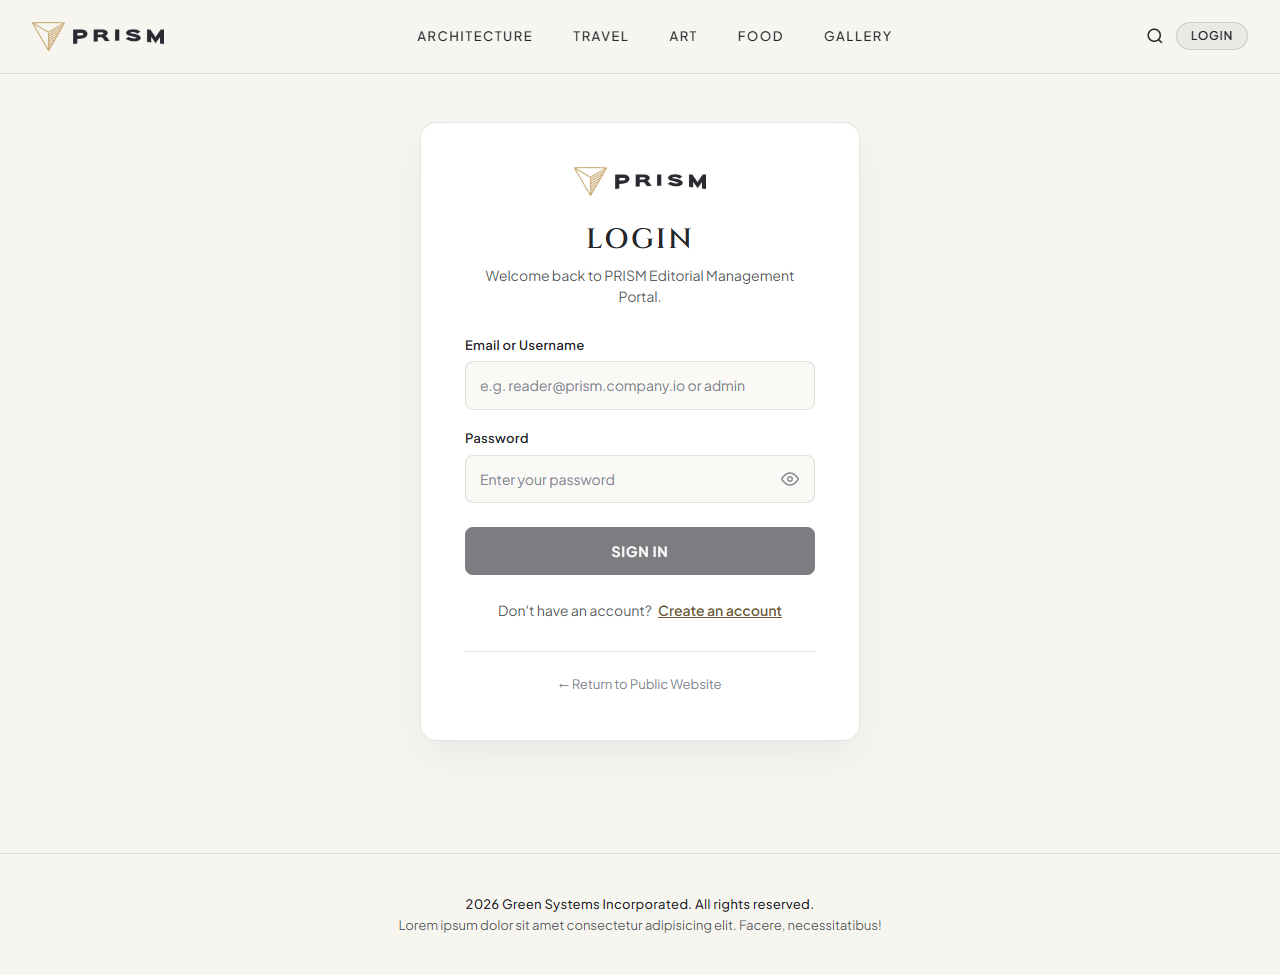 PRISM
ARCHITECTURE
TRAVEL
ART
FOOD
GALLERY
LOGIN
PRISM
LOGIN
Welcome back to PRISM Editorial Management
Portal.
Email or Username
e.g. reader@prism.company.io or admin
Password
Enter your password
SIGN IN
Don't have an account? Create an account
← Return to Public Website
2026 Green Systems Incorporated. All rights reserved.
Lorem ipsum dolor sit amet consectetur adipisicing elit. Facere, necessitatibus!